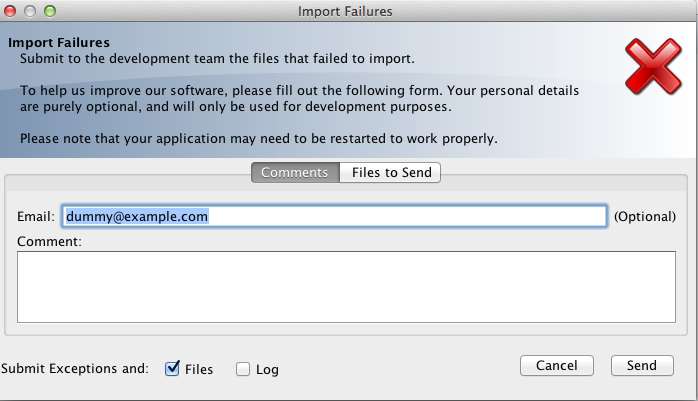 Import Failures
Import Failures
Submit to the development team the files that failed to import.
To help us improve our software, please fill out the following form. Your personal details
are purely optional, and will only be used for development purposes.
Please note that your application may need to be restarted to work properly.
Comments Files to Send
Email: dummy@example.com (Optional)
Comment:
Submit Exceptions and: Files Log Cancel Send